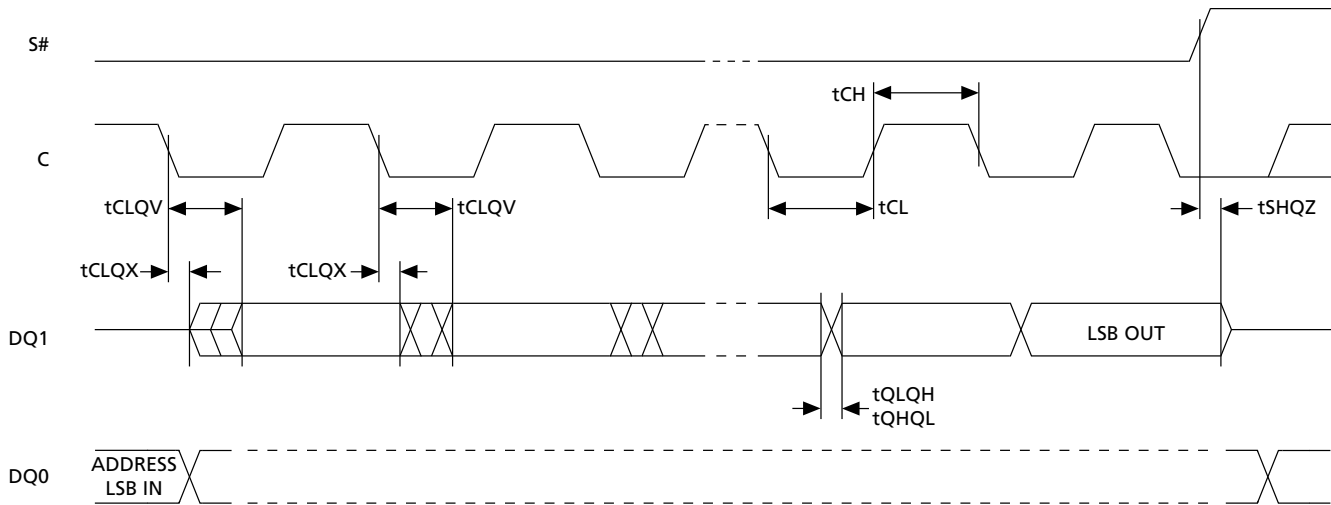 S#
tCH
C
tCLQV
tCLQV
tCL
tSHQZ
tCLQX
tCLQX
DQ1
LSB OUT
tQLQH
tQHQL
DQ0
ADDRESS
LSB IN